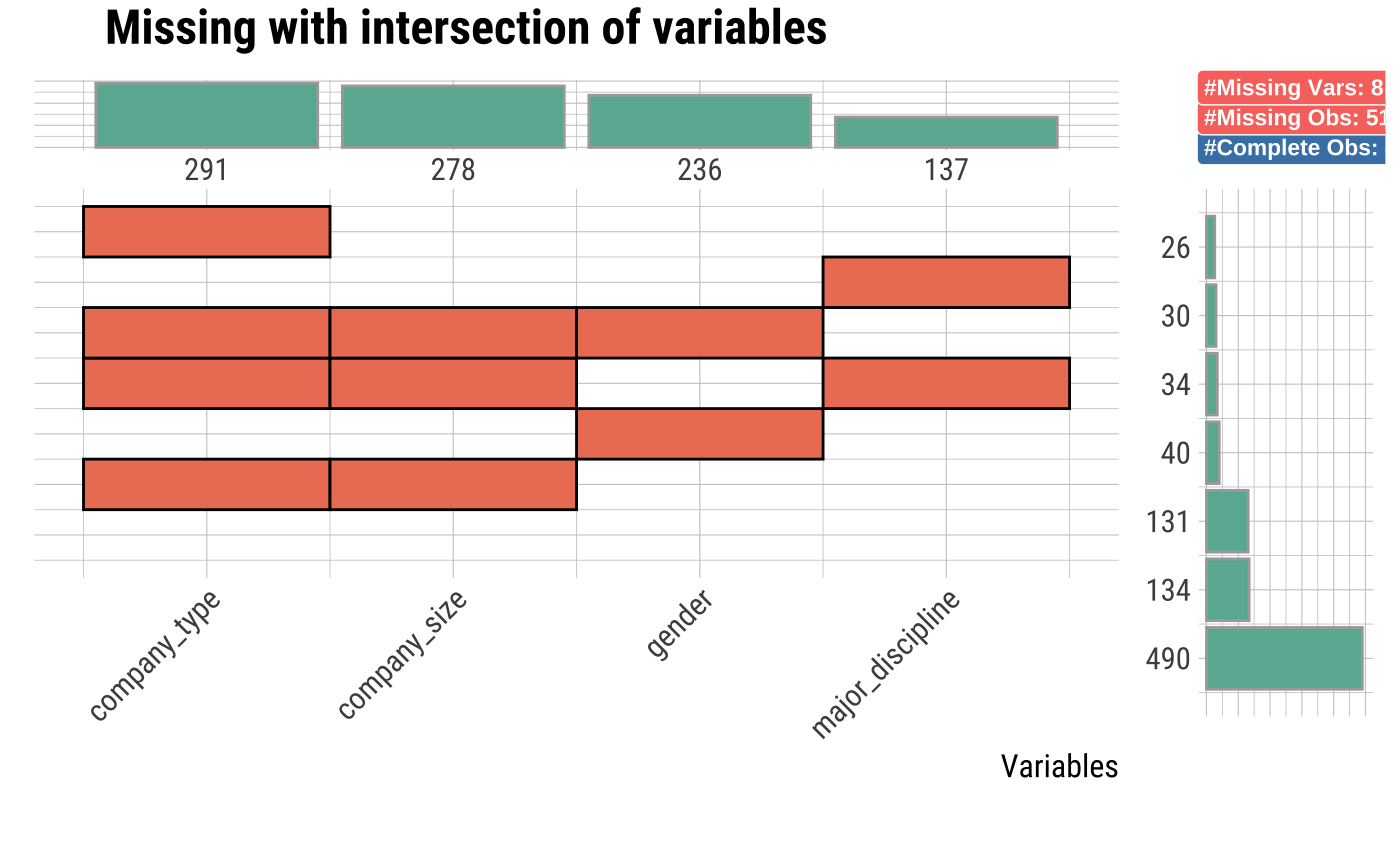 Missing with intersection of variables
#Missing Vars: 8
#Missing Obs: 51
#Complete Obs:
291 278 236 137
26
30
34
40
131
134
490
company_type company_size gender major_discipline
Variables